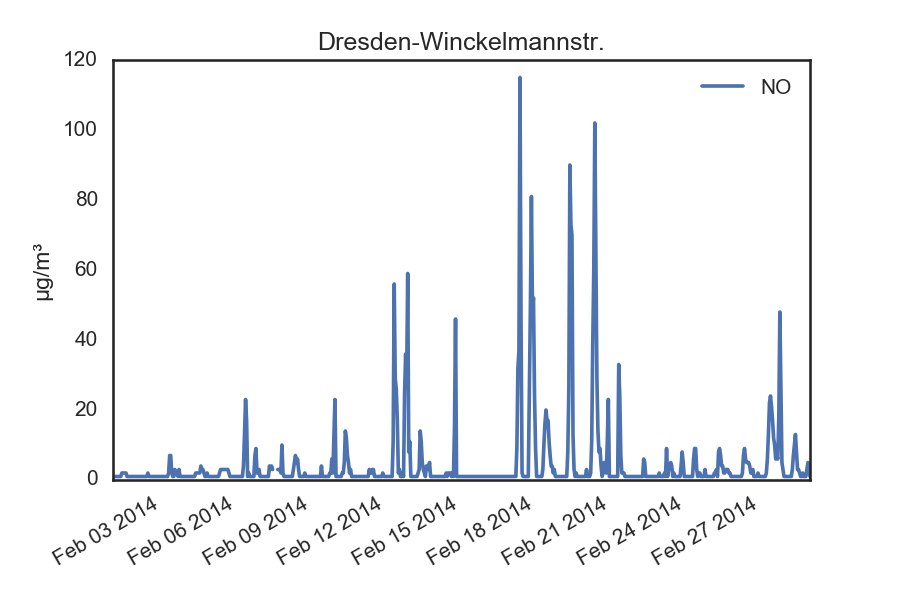 Dresden-Winckelmannstr.
NO
µg/m³
120
100
80
60
40
20
0
Feb 03 2014
Feb 06 2014
Feb 09 2014
Feb 12 2014
Feb 15 2014
Feb 18 2014
Feb 21 2014
Feb 24 2014
Feb 27 2014